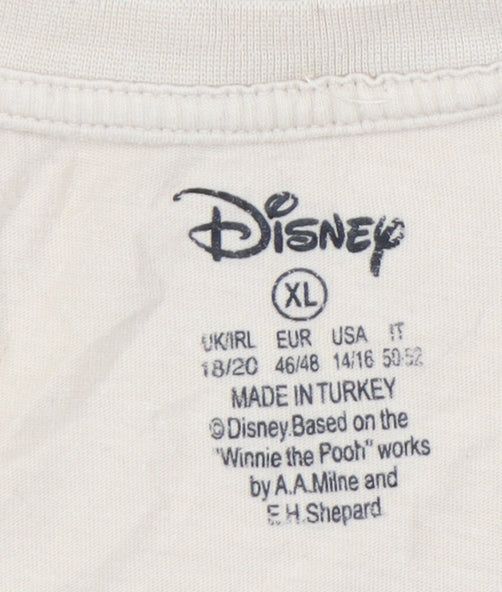 Disney
XL
UK/IRL EUR USA IT
18/20 46/48 14/16 50-52
MADE IN TURKEY
©Disney.Based on the
"Winnie the Pooh" works
by A.A.Milne and
E.H.Shepard